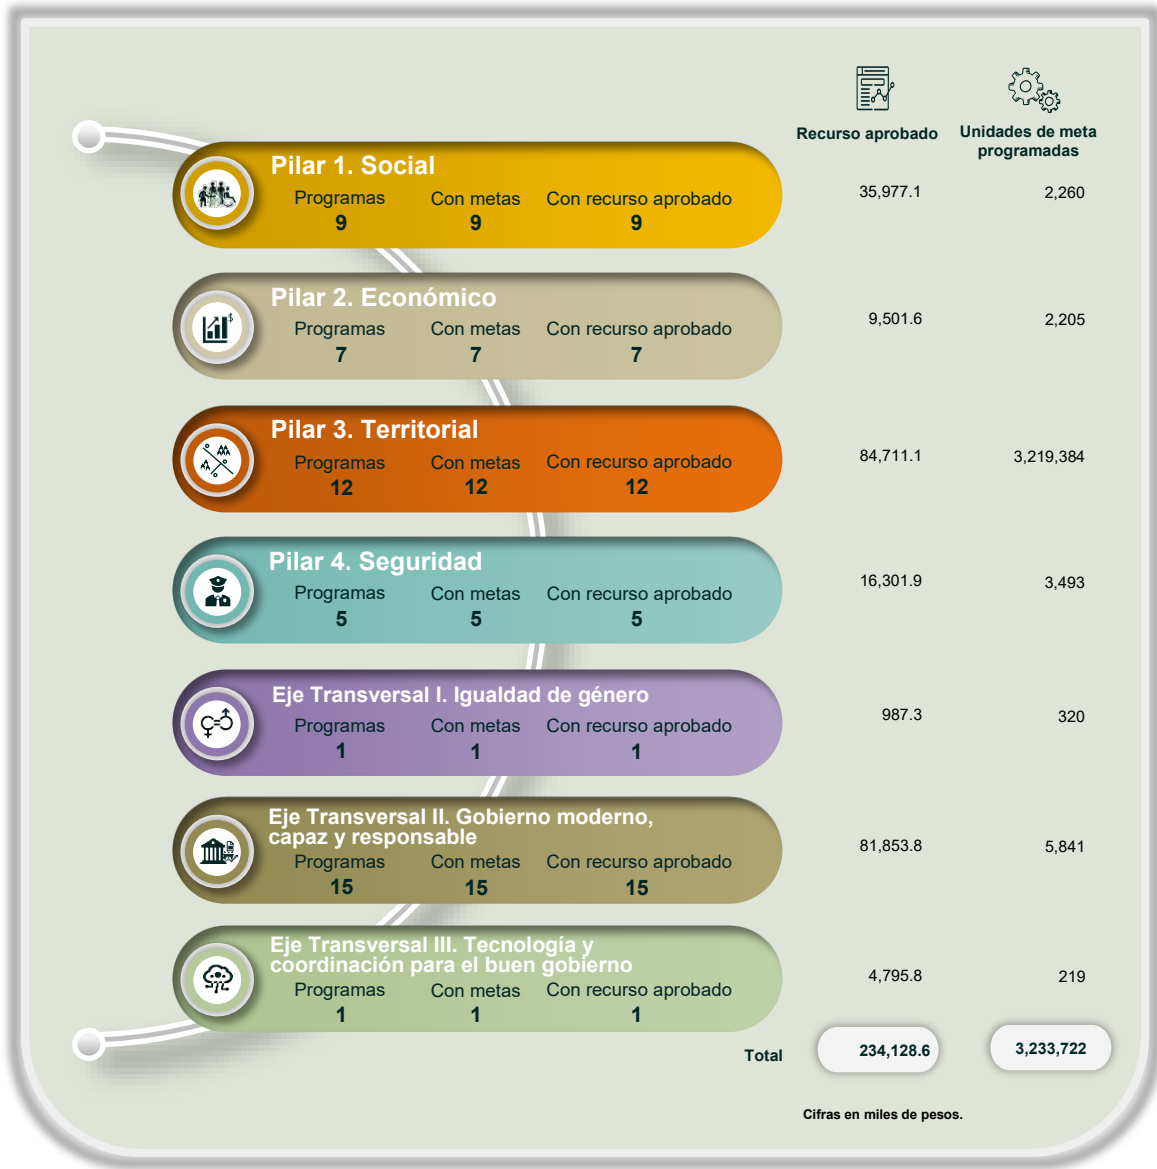 Recurso aprobado
Unidades de meta
programadas
Pilar 1. Social
Programas Con metas Con recurso aprobado
9 9 9
35,977.1 2,260
Pilar 2. Económico
Programas Con metas Con recurso aprobado
7 7 7
9,501.6 2,205
Pilar 3. Territorial
Programas Con metas Con recurso aprobado
12 12 12
84,711.1 3,219,384
Pilar 4. Seguridad
Programas Con metas Con recurso aprobado
5 5 5
16,301.9 3,493
Eje Transversal I. Igualdad de género
Programas Con metas Con recurso aprobado
1 1 1
987.3 320
Eje Transversal II. Gobierno moderno,
capaz y responsable
Programas Con metas Con recurso aprobado
15 15 15
81,853.8 5,841
Eje Transversal III. Tecnología y
coordinación para el buen gobierno
Programas Con metas Con recurso aprobado
1 1 1
4,795.8 219
Total 234,128.6 3,233,722
Cifras en miles de pesos.